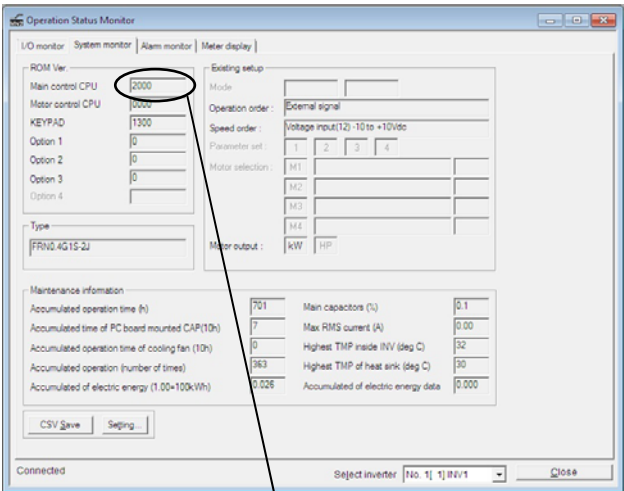 Operation Status Monitor
I/O monitor System monitor Alarm monitor Meter display
ROM Ver.
Main control CPU 2000
Motor control CPU 0000
KEYPAD 1300
Option 1 0
Option 2 0
Option 3 0
Option 4
Type
FRN0.4G1S-2J
Existing setup
Mode
Operation order : External signal
Speed order : Voltage input(12) -10 to +10Vdc
Parameter set : 1 2 3 4
Motor selection : M1
M2
M3
M4
Motor output : kW HP
Maintenance information
Accumulated operation time (h) 701
Accumulated time of PC board mounted CAP(10h) 7
Accumulated operation time of cooling fan (10h) 0
Accumulated operation (number of times) 363
Accumulated of electric energy (1.00=100kWh) 0.026
Main capacitors (%) 0.1
Max RMS current (A) 0.00
Highest TMP inside INV (deg C) 32
Highest TMP of heat sink (deg C) 30
Accumulated of electric energy data 0.000
CSV Save Setting...
Connected Select inverter No. 1[ 1] INV1 Close